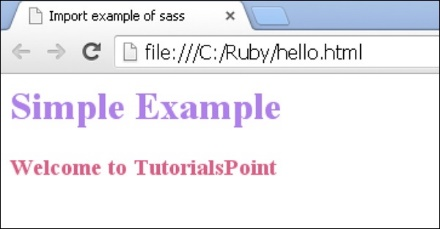 Import example of sass
file:///C:/Ruby/hello.html
Simple Example
Welcome to TutorialsPoint